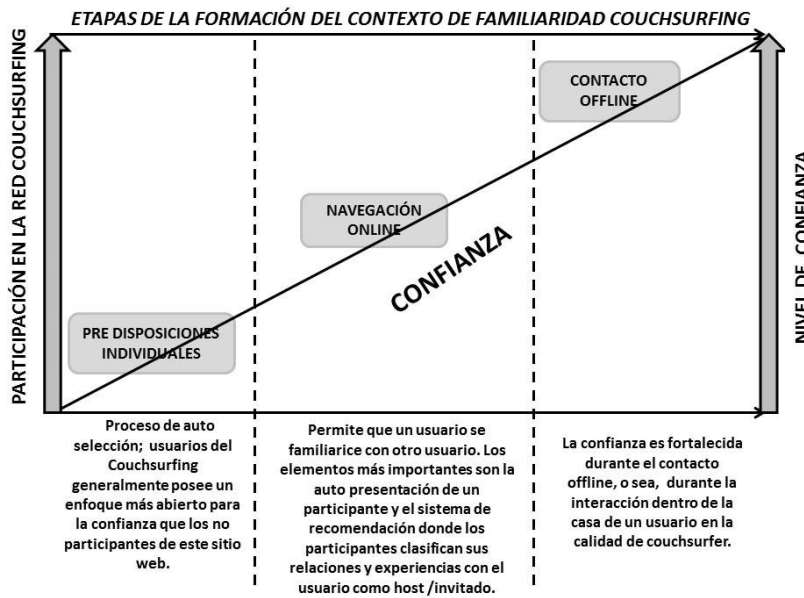 ETAPAS DE LA FORMACIÓN DEL CONTEXTO DE FAMILIARIDAD COUCHSURFING
PARTICIPACIÓN EN LA RED COUCHSURFING
PRE DISPOSICIONES
INDIVIDUALES
NAVEGACIÓN
ONLINE
CONTACTO
OFFLINE
CONFIANZA
NIVEL DE CONFIANZA
Proceso de auto
selección; usuarios del
Couchsurfing
generalmente posee un
enfoque más abierto para
la confianza que los no
participantes de este sitio
web.
Permite que un usuario se
familiarice con otro usuario. Los
elementos más importantes son la
auto presentación de un
participante y el sistema de
recomendación donde los
participantes clasifican sus
relaciones y experiencias con el
usuario como host /invitado.
La confianza es fortalecida
durante el contacto
offline, o sea, durante la
interacción dentro de la
casa de un usuario en la
calidad de couchsurfer.